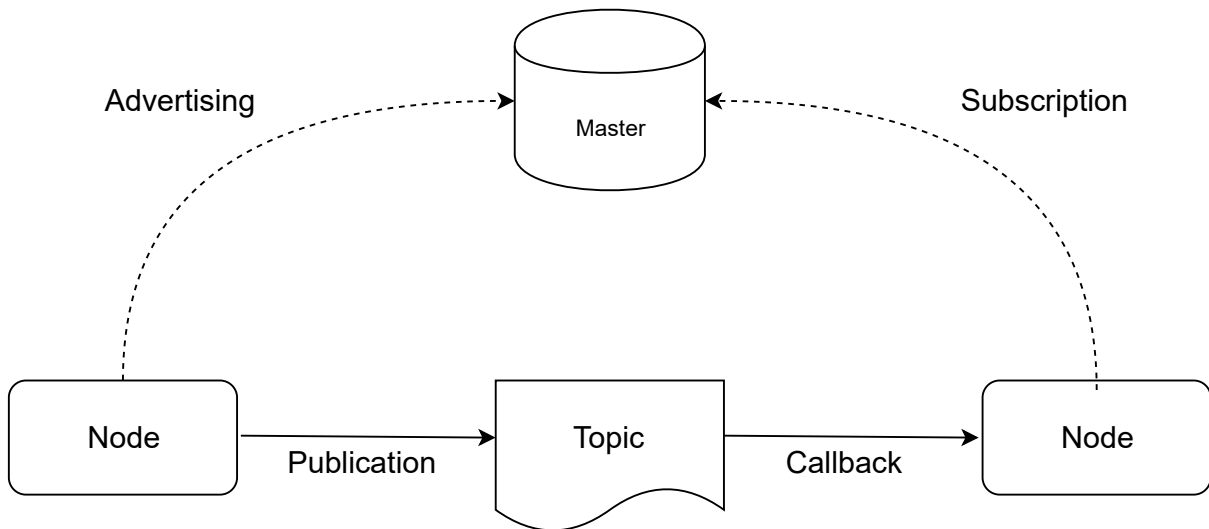 Advertising
Subscription
Master
Node
Topic
Node
Publication
Callback